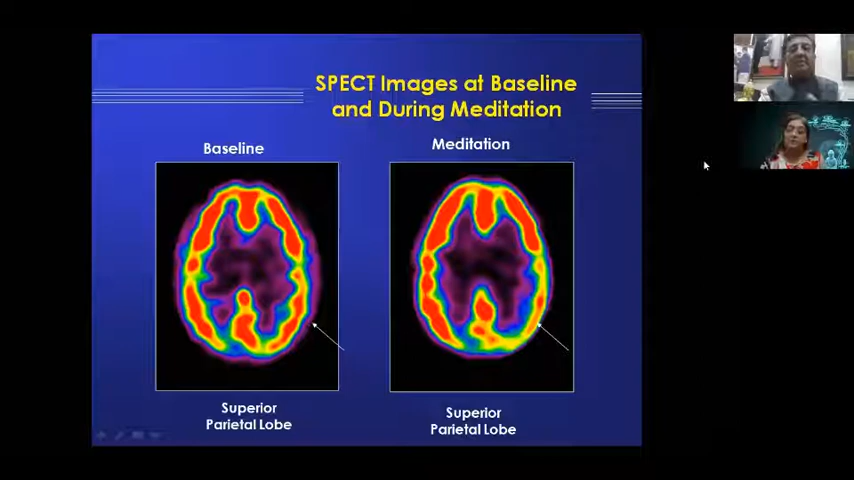 SPECT Images at Baseline
and During Meditation
Baseline
Meditation
Superior
Parietal Lobe
Superior
Parietal Lobe